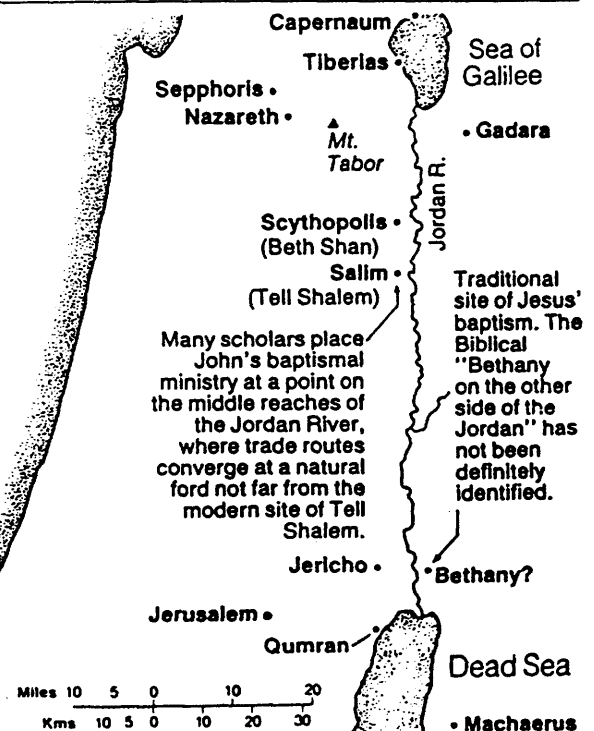 Capernaum
Sea of
Galilee
Tiberias
Sepphoris
Nazareth
Mt.
Tabor
Gadara
Jordan R.
Scythopolis
(Beth Shan)
Salim
(Tell Shalem)
Traditional
site of Jesus'
baptism. The
Biblical
"Bethany
on the other
side of the
Jordan" has
not been
definitely
identified.
Many scholars place
John's baptismal
ministry at a point on
the middle reaches of
the Jordan River,
where trade routes
converge at a natural
ford not far from the
modern site of Tell
Shalem.
Jericho
Bethany?
Jerusalem
Qumran
Dead Sea
Miles 10 5 0 10 20
Kms 10 5 0 10 20 30
Machaerus